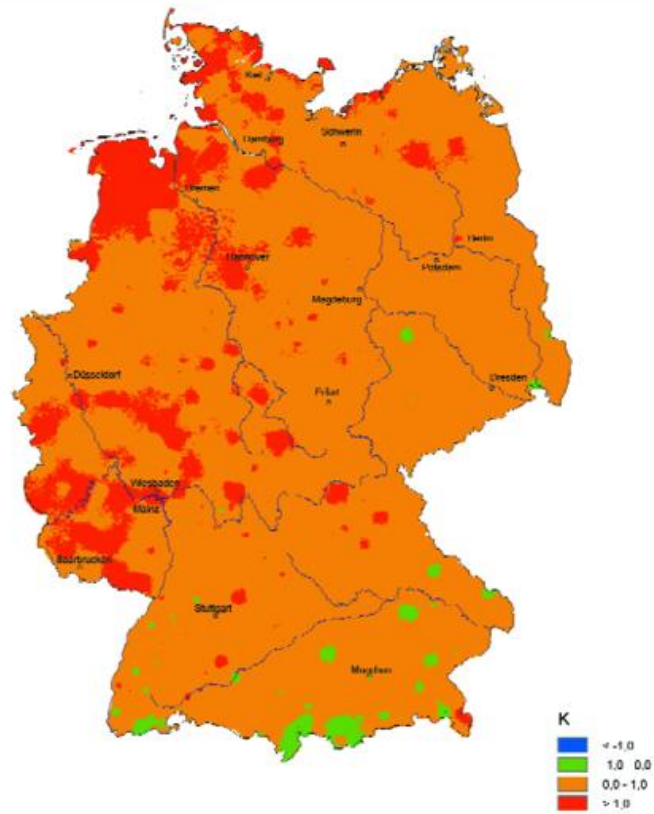 Kiel
Schwerin
Hamburg
Bremen
Berlin
Hannover
Potsdam
Magdeburg
Düsseldorf
Dresden
Erfurt
Wiesbaden
Mainz
Saarbrücken
Stuttgart
München
K
< -1,0
1,0 0,0
0,0 - 1,0
> 1,0